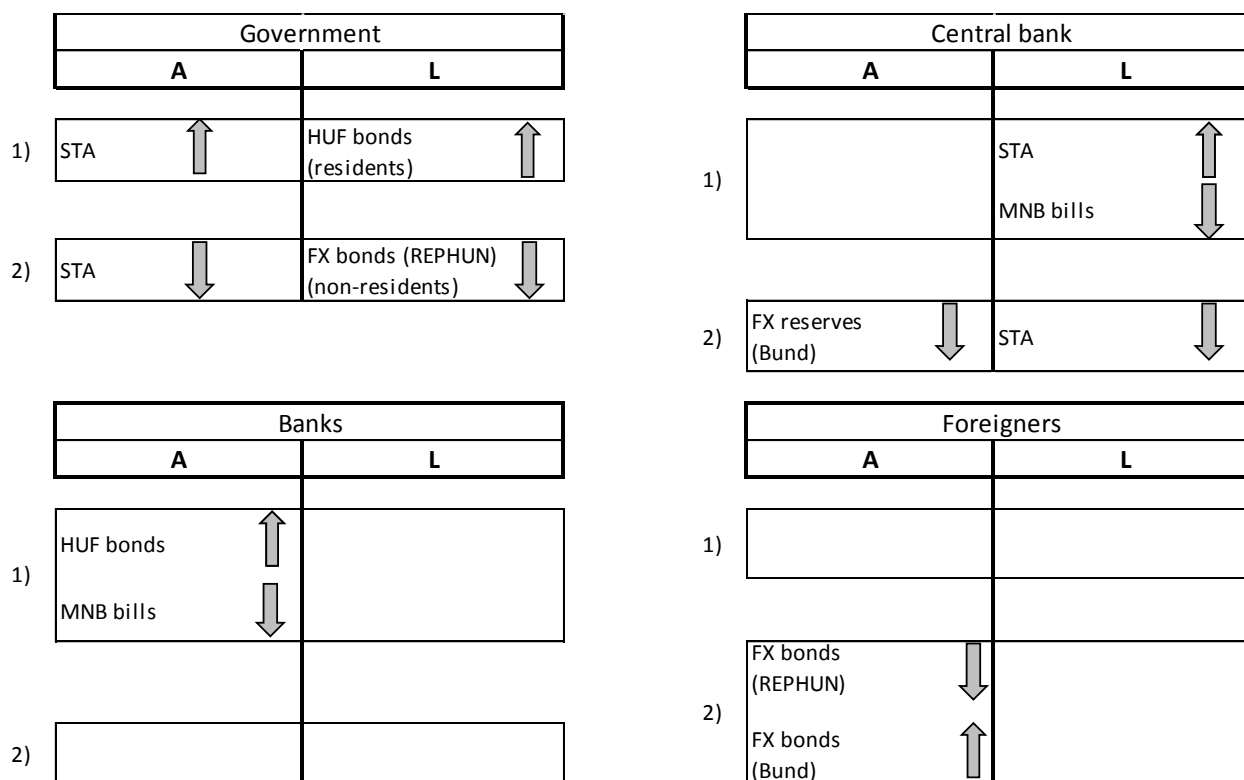 Government
A L
1) STA HUF bonds
(residents)
2) STA FX bonds (REPHUN)
(non-residents)
Central bank
A L
1) STA
MNB bills
2) FX reserves
(Bund) STA
Banks
A L
1) HUF bonds
MNB bills
2)
Foreigners
A L
1)
2) FX bonds
(REPHUN)
FX bonds
(Bund)